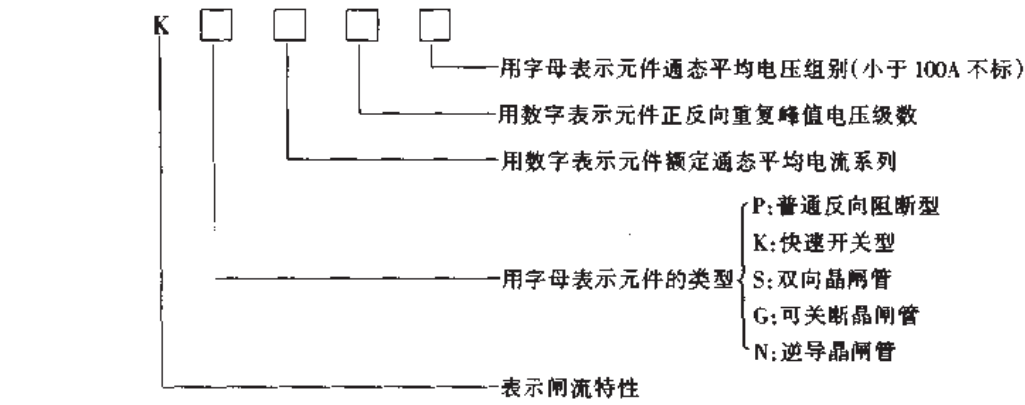 K □ □ □ □
用字母表示元件通态平均电压组别(小于 100A 不标)
用数字表示元件正反向重复峰值电压级数
用数字表示元件额定通态平均电流系列
P:普通反向阻断型
K:快速开关型
用字母表示元件的类型 S:双向晶闸管
G:可关断晶闸管
N:逆导晶闸管
表示闸流特性